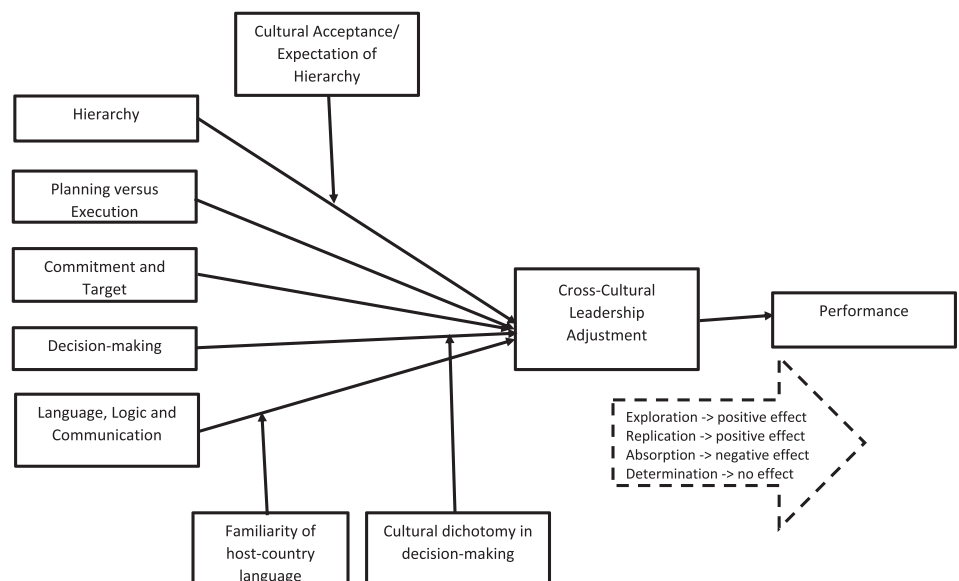 Cultural Acceptance/
Expectation of
Hierarchy
Hierarchy
Planning versus
Execution
Commitment and
Target
Decision-making
Language, Logic and
Communication
Cross-Cultural
Leadership
Adjustment
Performance
Exploration -> positive effect
Replication -> positive effect
Absorption -> negative effect
Determination -> no effect
Familiarity of
host-country
language
Cultural dichotomy in
decision-making